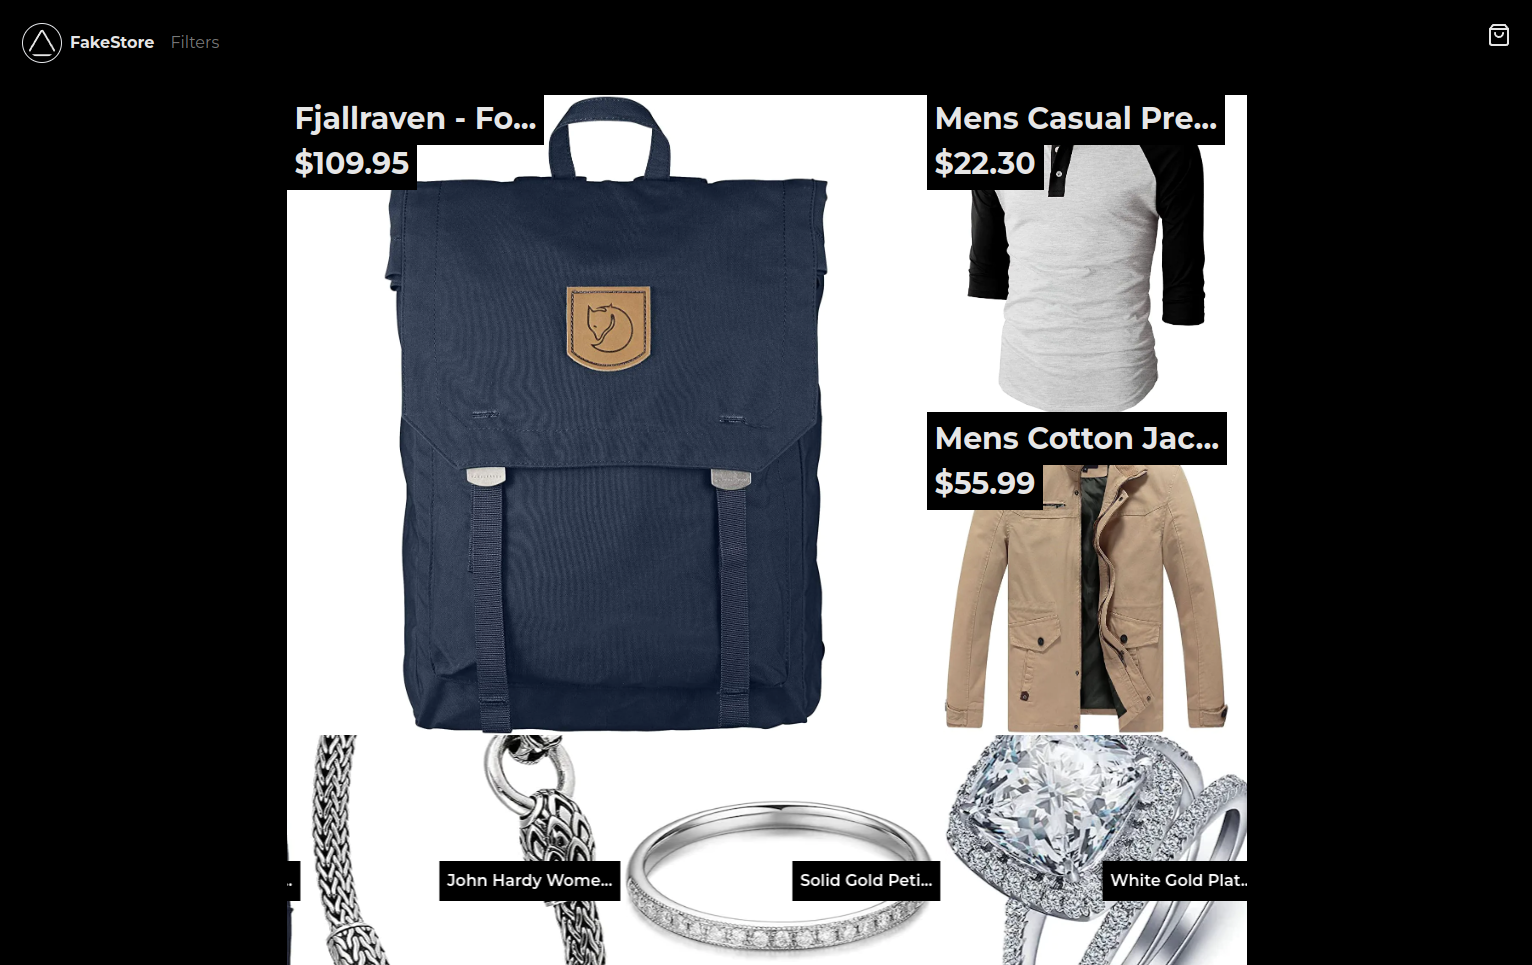 FakeStore Filters
Fjallraven - Fo...
$109.95
Mens Casual Pre...
$22.30
Mens Cotton Jac...
$55.99
..
John Hardy Wome...
Solid Gold Peti...
White Gold Plat..